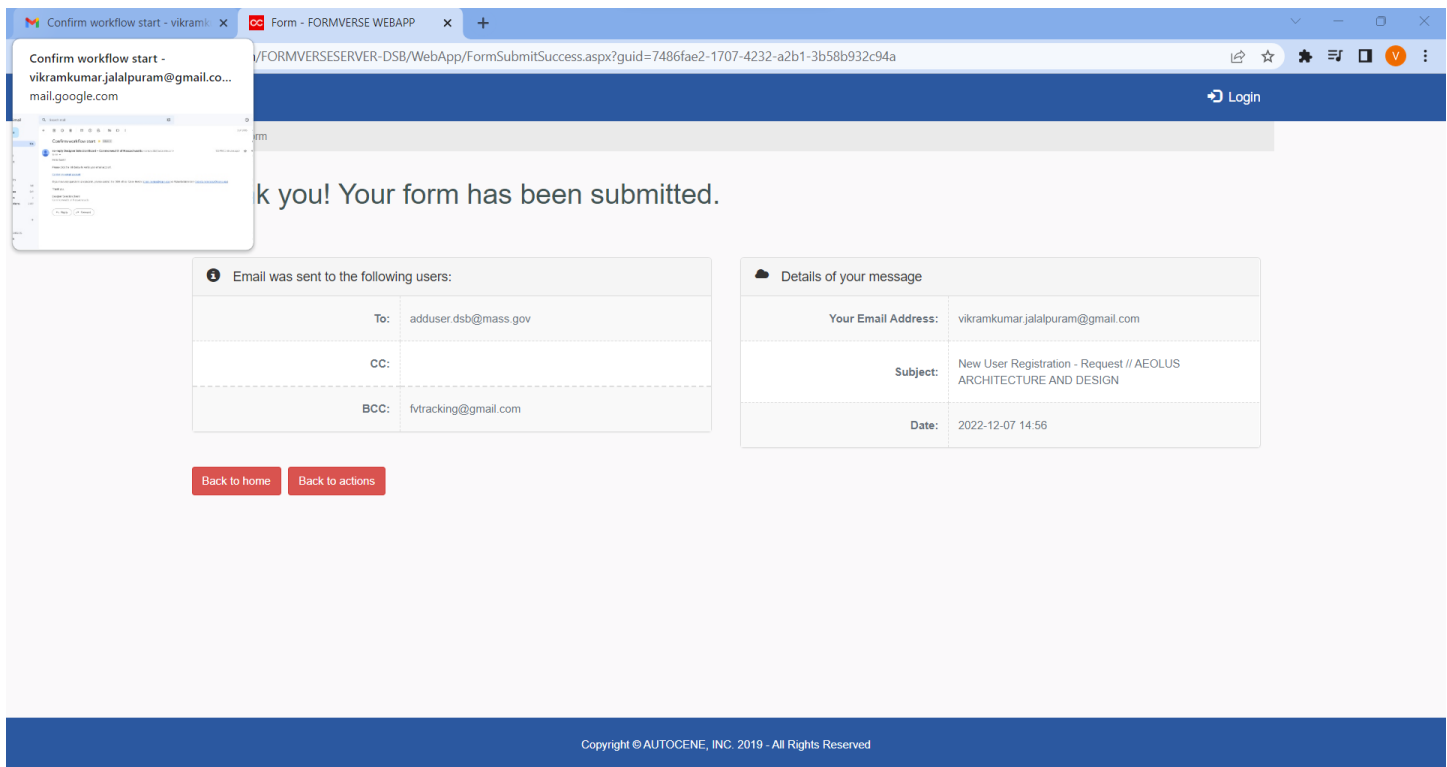 Confirm workflow start - vikramk
Form - FORMVERSE WEBAPP
Confirm workflow start -
vikramkumar.jalalpuram@gmail.co...
mail.google.com
/FORMVERSESERVER-DSB/WebApp/FormSubmitSuccess.aspx?guid=7486fae2-1707-4232-a2b1-3b58b932c94a
V
Login
Confirm workflow start
k you! Your form has been submitted.
Email was sent to the following users:
To: adduser.dsb@mass.gov
CC:
BCC: fvtracking@gmail.com
Details of your message
Your Email Address: vikramkumar.jalalpuram@gmail.com
Subject: New User Registration - Request // AEOLUS
ARCHITECTURE AND DESIGN
Date: 2022-12-07 14:56
Back to home Back to actions
Copyright © AUTOCENE, INC. 2019 - All Rights Reserved